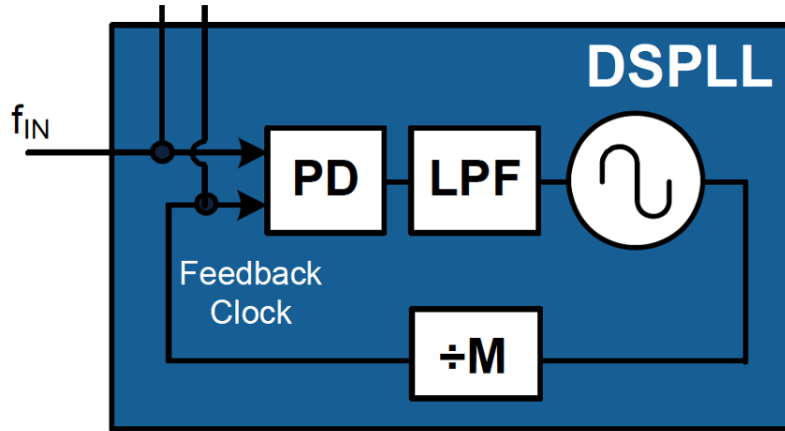 DSPLL
fIN
PD
LPF
Feedback
Clock
÷M